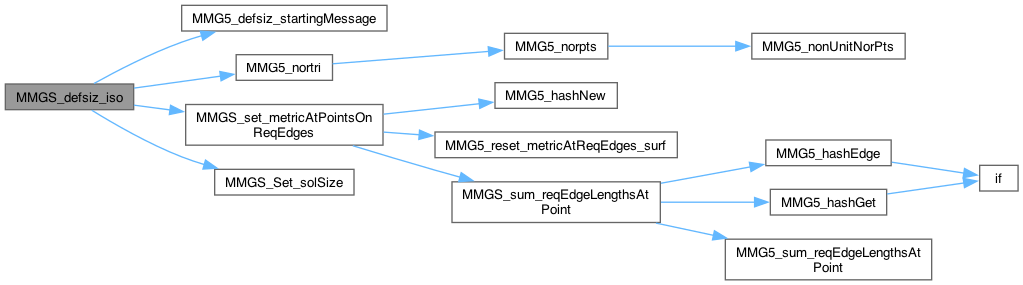 MMG5_defsiz_startingMessage
MMG5_norpts
MMG5_nonUnitNorPts
MMG5_nortri
MMGS_defsiz_iso
MMG5_hashNew
MMGS_set_metricAtPointsOn
ReqEdges
MMG5_reset_metricAtReqEdges_surf
MMG5_hashEdge
MMGS_Set_solSize
if
MMGS_sum_reqEdgeLengthsAt
Point
MMG5_hashGet
MMG5_sum_reqEdgeLengthsAt
Point